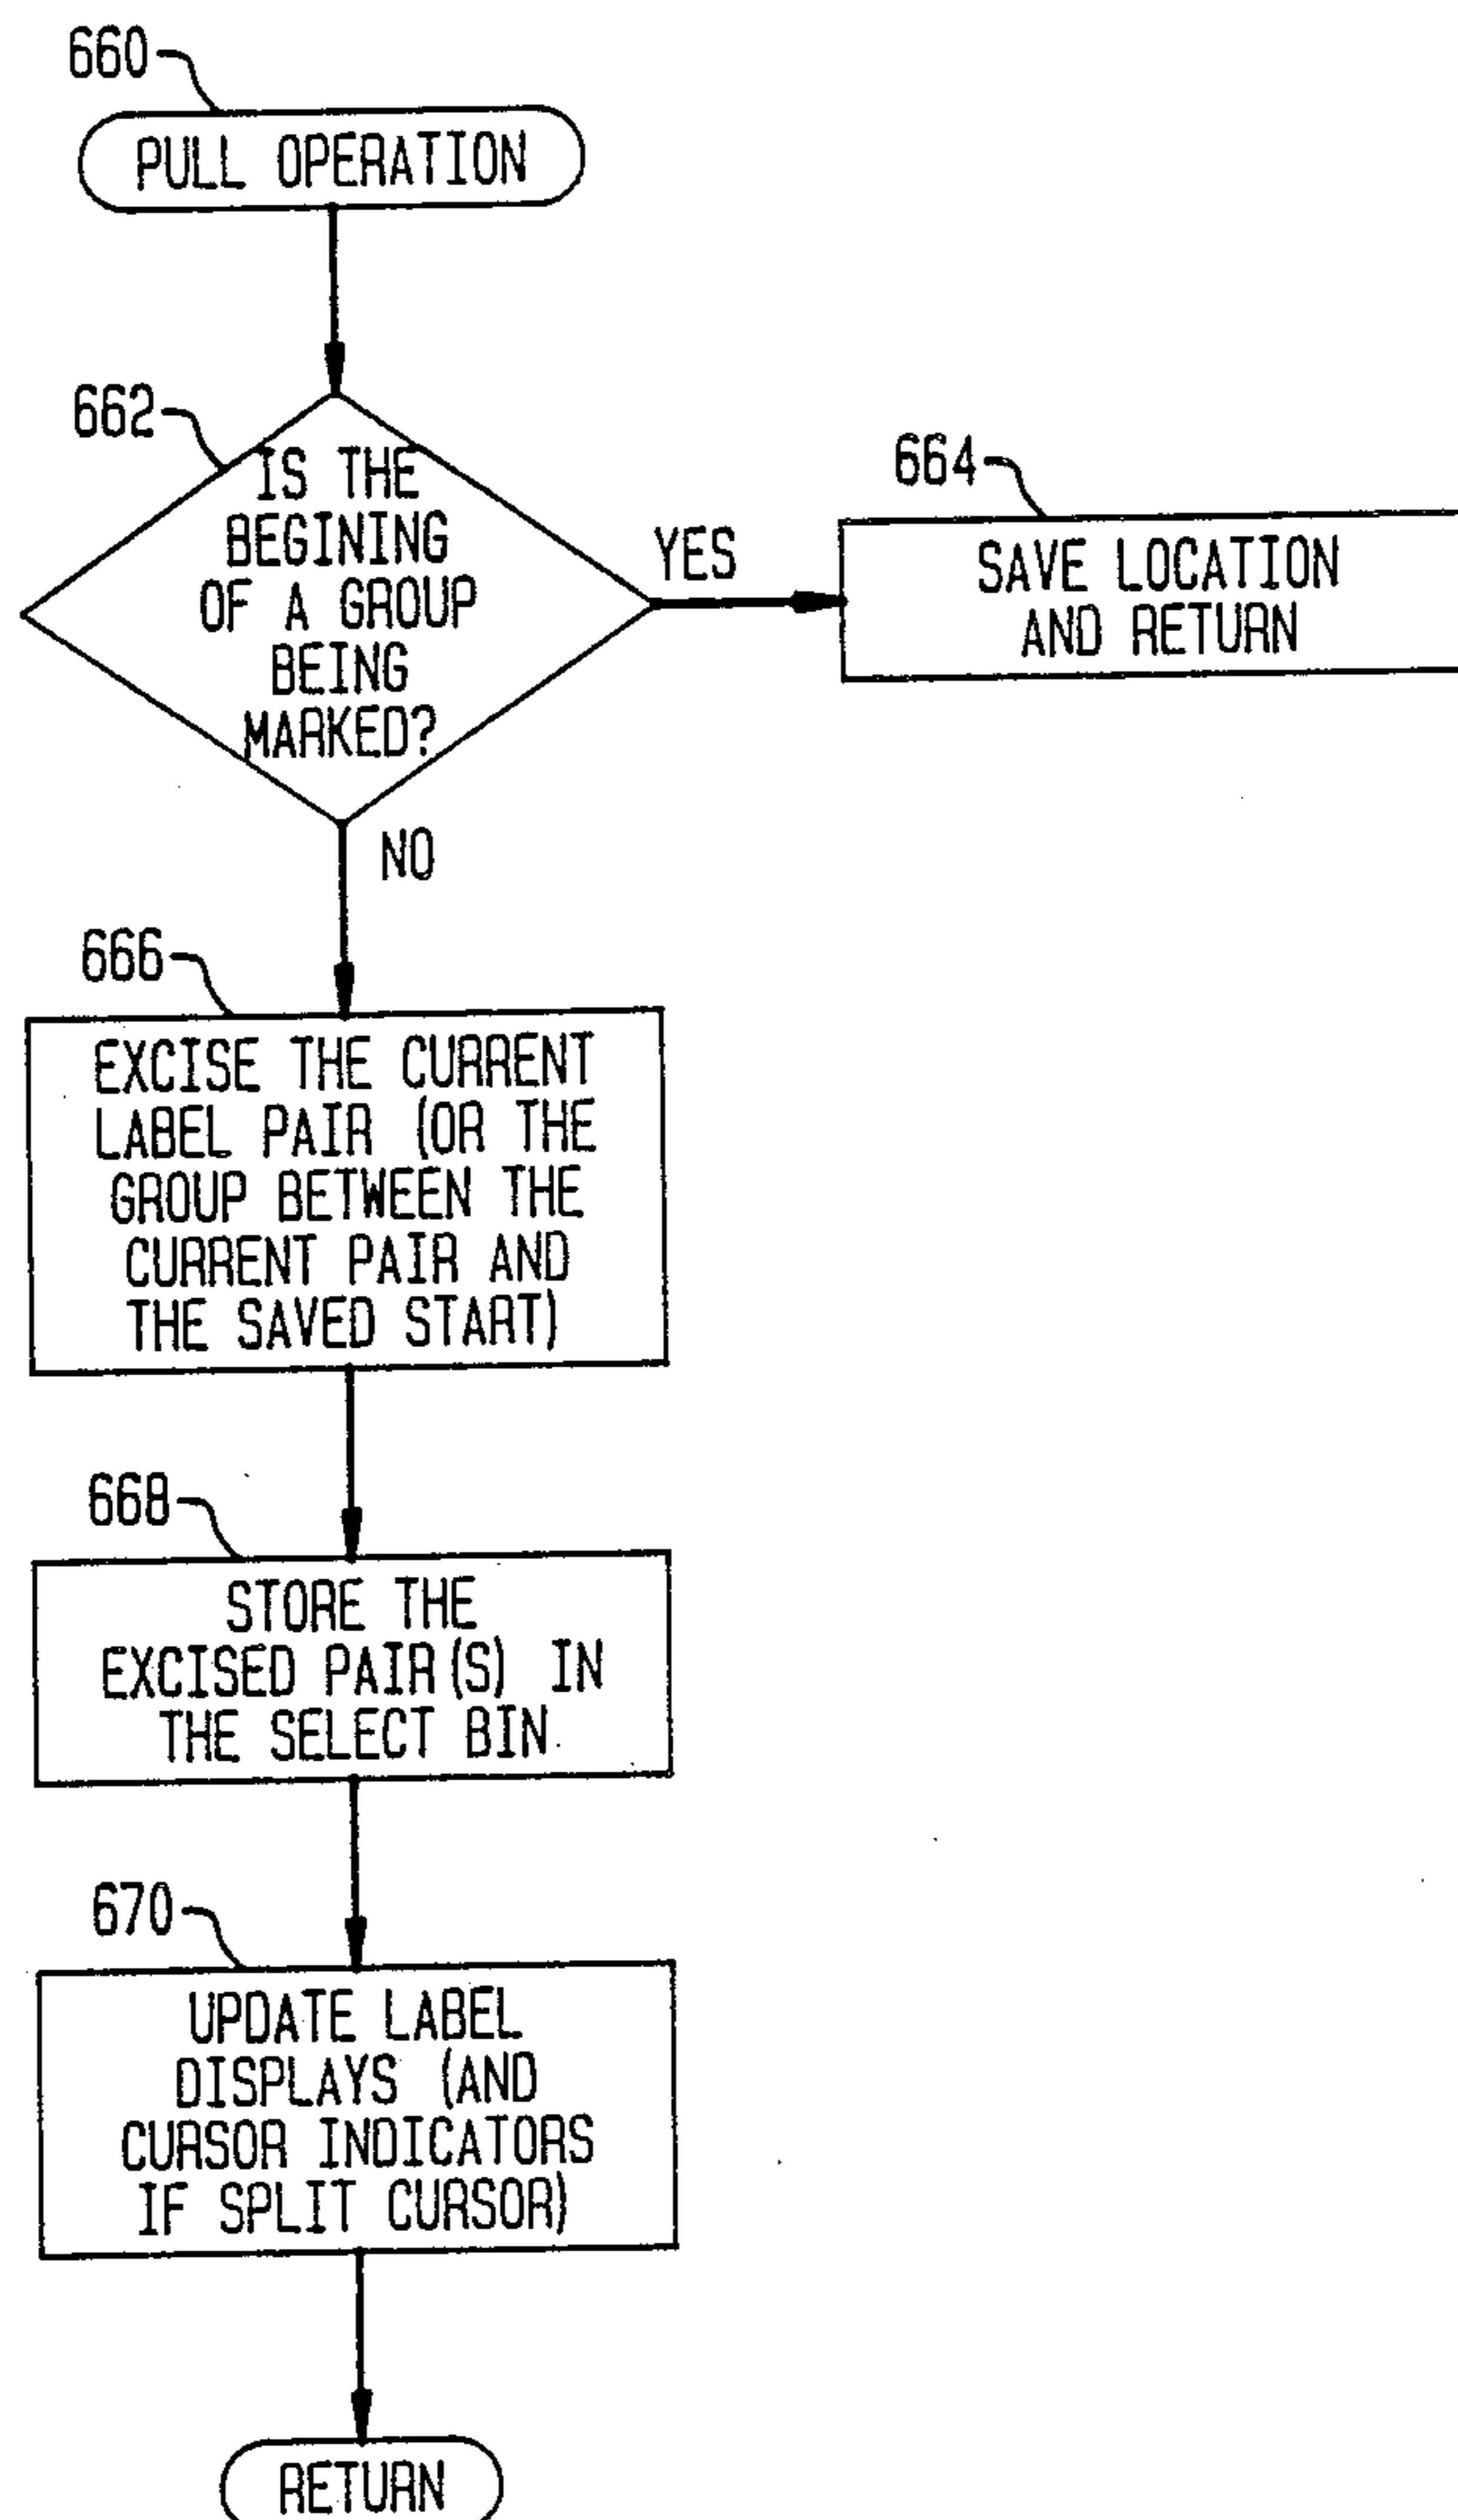 660
PULL OPERATION
662
IS THE
BEGINING
OF A GROUP
BEING
MARKED?
YES
664
SAVE LOCATION
AND RETURN
NO
666
EXCISE THE CURRENT
LABEL PAIR (OR THE
GROUP BETWEEN THE
CURRENT PAIR AND
THE SAVED START)
668
STORE THE
EXCISED PAIR(S) IN
THE SELECT BIN.
670
UPDATE LABEL
DISPLAYS (AND
CURSOR INDICATORS
IF SPLIT CURSOR)
RETURN